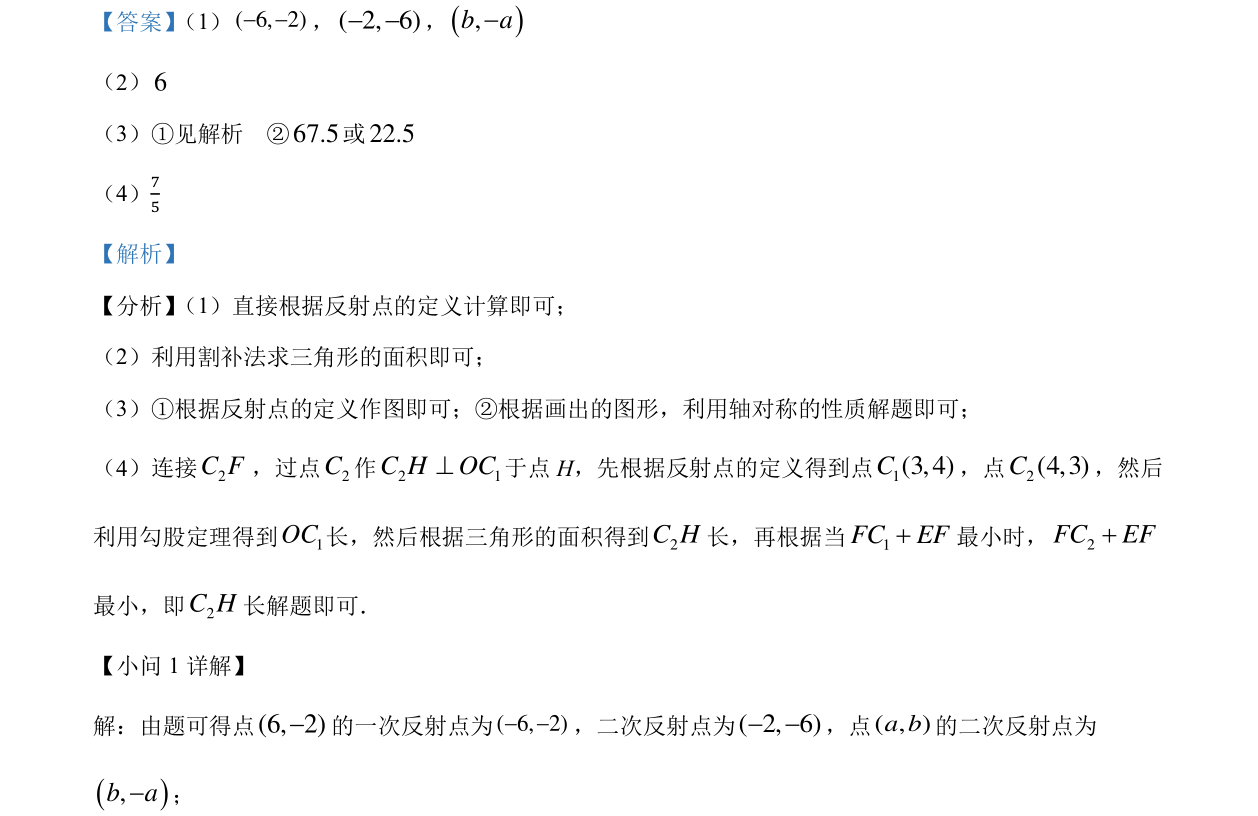 【答案】（1）(−6,−2)，(−2,−6)，(b,−a)
（2）6
（3）①见解析 ②67.5或22.5
（4）7/5
【解析】
【分析】（1）直接根据反射点的定义计算即可；
（2）利用割补法求三角形的面积即可；
（3）①根据反射点的定义作图即可；②根据画出的图形，利用轴对称的性质解题即可；
（4）连接C₂F，过点C₂作C₂H⊥OC₁于点H，先根据反射点的定义得到点C₁(3,4)，点C₂(4,3)，然后
利用勾股定理得到OC₁长，然后根据三角形的面积得到C₂H长，再根据当FC₁+EF最小时，FC₂+EF
最小，即C₂H长解题即可．
【小问1详解】
解：由题可得点(6,−2)的一次反射点为(−6,−2)，二次反射点为(−2,−6)，点(a,b)的二次反射点为
(b,−a)；